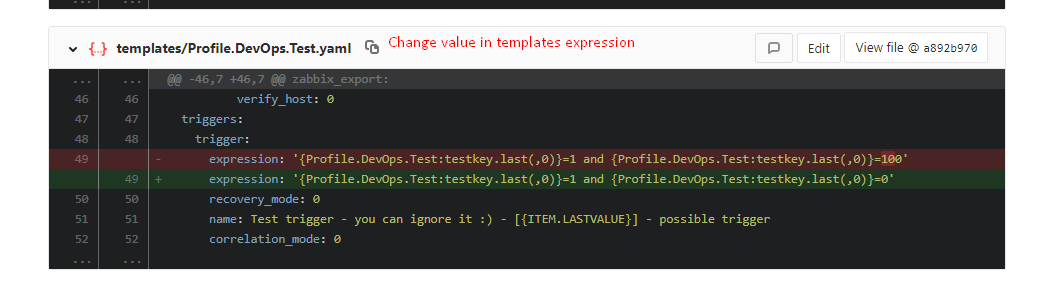 {..} templates/Profile.DevOps.Test.yaml Change value in templates expression Edit View file @ a892b970
... ... @@ -46,7 +46,7 @@ zabbix_export:
46 46 verify_host: 0
47 47 triggers:
48 48 trigger:
49 - expression: '{Profile.DevOps.Test:testkey.last(,0)}=1 and {Profile.DevOps.Test:testkey.last(,0)}=100'
49 + expression: '{Profile.DevOps.Test:testkey.last(,0)}=1 and {Profile.DevOps.Test:testkey.last(,0)}=0'
50 50 recovery_mode: 0
51 51 name: Test trigger - you can ignore it :) - [{ITEM.LASTVALUE}] - possible trigger
52 52 correlation_mode: 0
... ...